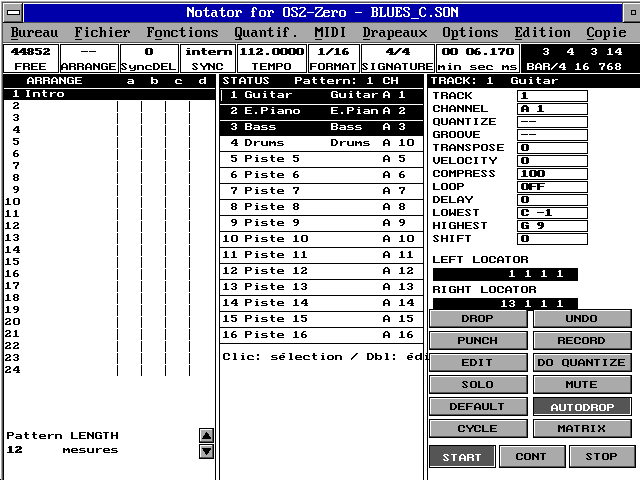 Notator for OS2-Zero - BLUES_C.SON
Bureau Fichier Fonctions Quantif. MIDI Drapeaux Options Edition Copie
44852 -- 0 intern 112.0000 1/16 4/4 00 06.170 3 4 3 14
FREE ARRANGE SyncDEL SYNC TEMPO FORMAT SIGNATURE min sec ms BAR/4 16 768
ARRANGE a b c d
1 Intro
2
3
4
5
6
7
8
9
10
11
12
13
14
15
16
17
18
19
20
21
22
23
24
Pattern LENGTH
12 mesures
STATUS Pattern: 1 CH
1 Guitar Guitar A 1
2 E.Piano E.Pian A 2
3 Bass Bass A 3
4 Drums Drums A 10
5 Piste 5 A 5
6 Piste 6 A 6
7 Piste 7 A 7
8 Piste 8 A 8
9 Piste 9 A 9
10 Piste 10 A 10
11 Piste 11 A 11
12 Piste 12 A 12
13 Piste 13 A 13
14 Piste 14 A 14
15 Piste 15 A 15
16 Piste 16 A 16
Clic: sélection / Dbl: édi
TRACK: 1 Guitar
TRACK 1
CHANNEL A 1
QUANTIZE --
GROOVE --
TRANSPOSE 0
VELOCITY 0
COMPRESS 100
LOOP OFF
DELAY 0
LOWEST C -1
HIGHEST G 9
SHIFT 0
LEFT LOCATOR
1 1 1 1
RIGHT LOCATOR
13 1 1 1
DROP UNDO
PUNCH RECORD
EDIT DO QUANTIZE
SOLO MUTE
DEFAULT AUTODROP
CYCLE MATRIX
START CONT STOP